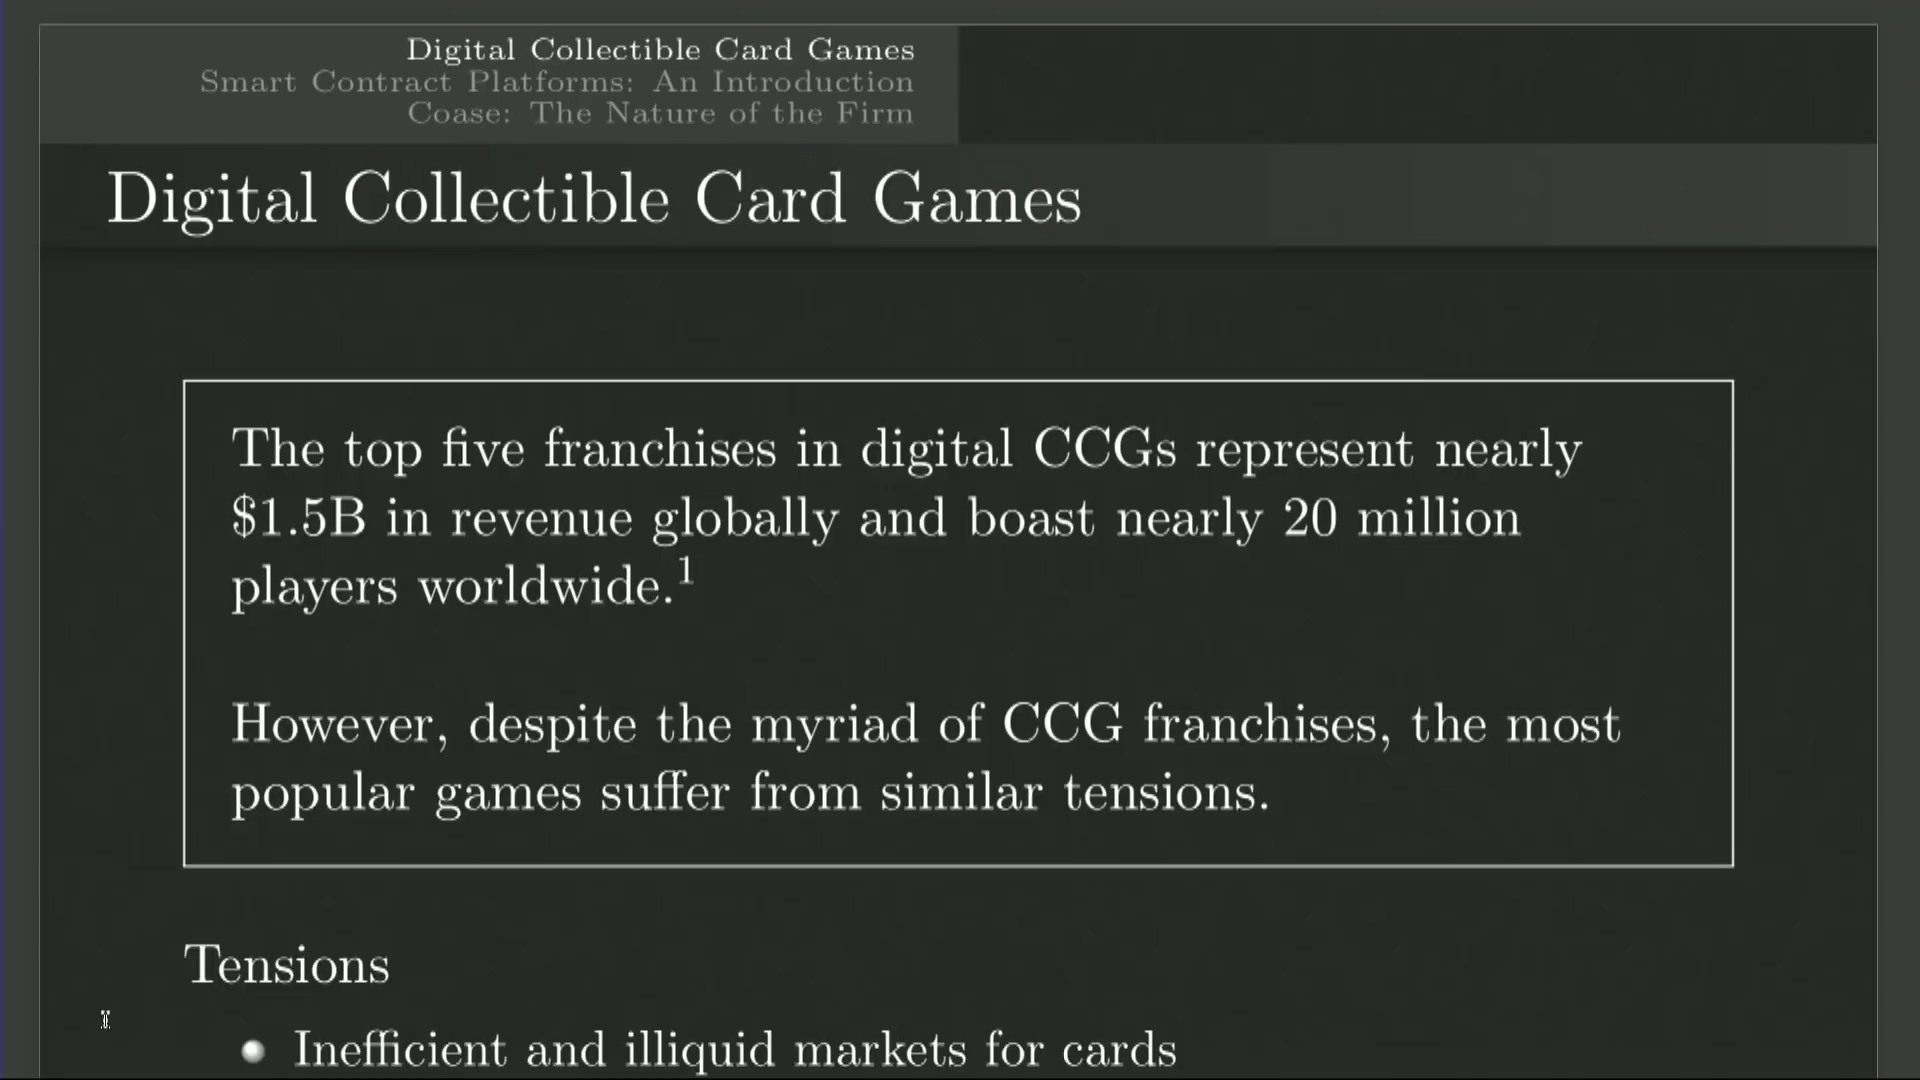 Digital Collectible Card Games
Smart Contract Platforms: An Introduction
Coase: The Nature of the Firm
Digital Collectible Card Games
The top five franchises in digital CCGs represent nearly
$1.5B in revenue globally and boast nearly 20 million
players worldwide.1
However, despite the myriad of CCG franchises, the most
popular games suffer from similar tensions.
Tensions
Inefficient and illiquid markets for cards